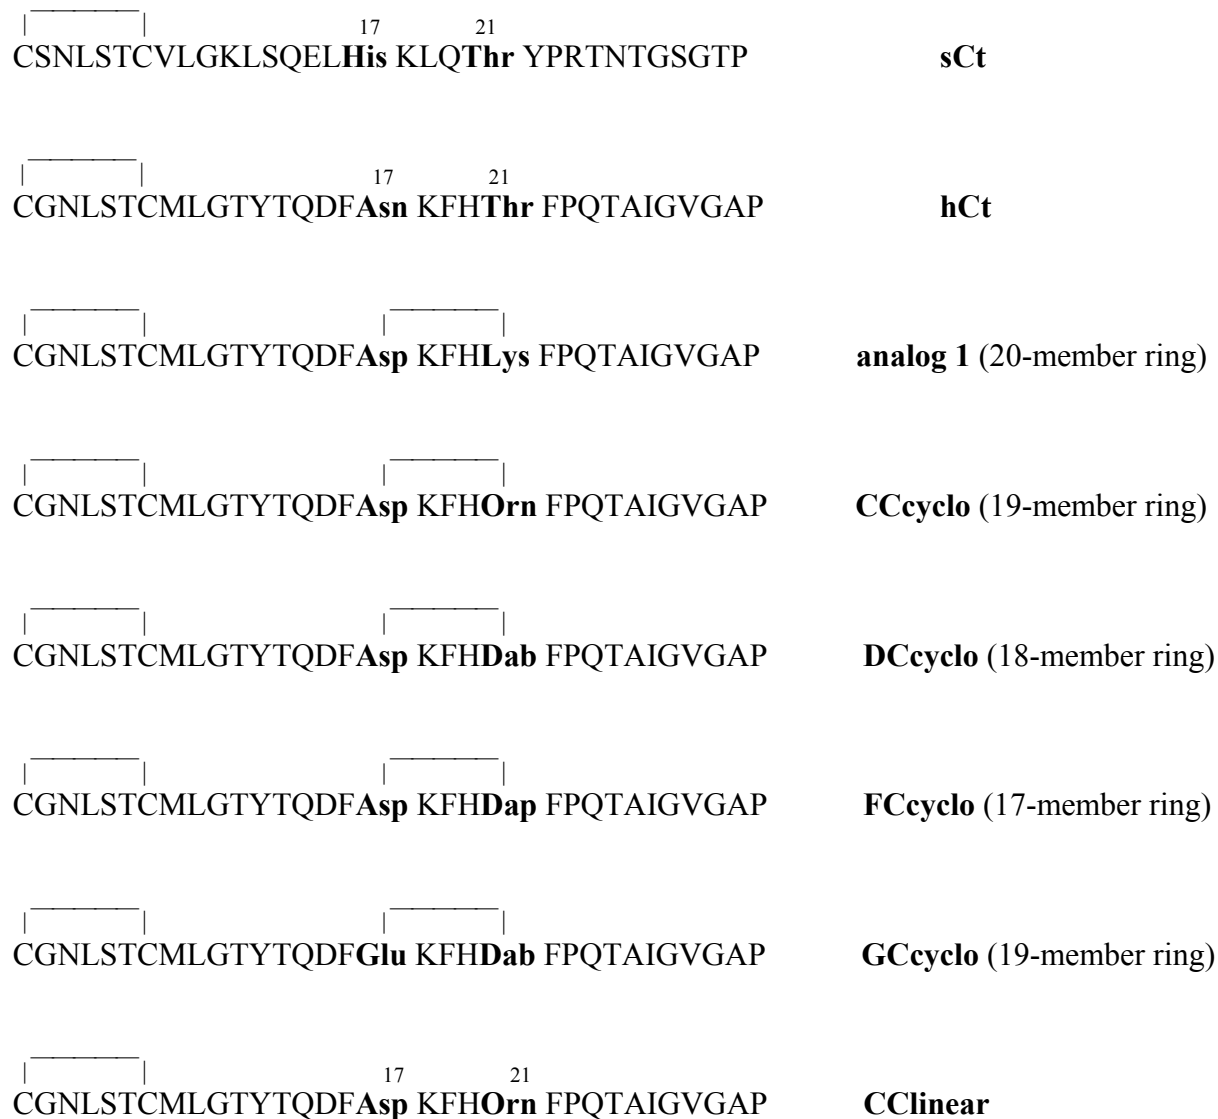 17 21
CSNLSTCVLGKLSQELHis KLQThr YPRTNTGSGTP sCt
17 21
CGNLSTCMLGTYTQDFAsn KFHThr FPQTAIGVGAP hCt
CGNLSTCMLGTYTQDFAsp KFHLys FPQTAIGVGAP analog 1 (20-member ring)
CGNLSTCMLGTYTQDFAsp KFHOrn FPQTAIGVGAP CCcyclo (19-member ring)
CGNLSTCMLGTYTQDFAsp KFHDab FPQTAIGVGAP DCcyclo (18-member ring)
CGNLSTCMLGTYTQDFAsp KFHDap FPQTAIGVGAP FCcyclo (17-member ring)
CGNLSTCMLGTYTQDFGlu KFHDab FPQTAIGVGAP GCcyclo (19-member ring)
17 21
CGNLSTCMLGTYTQDFAsp KFHOrn FPQTAIGVGAP CClinear